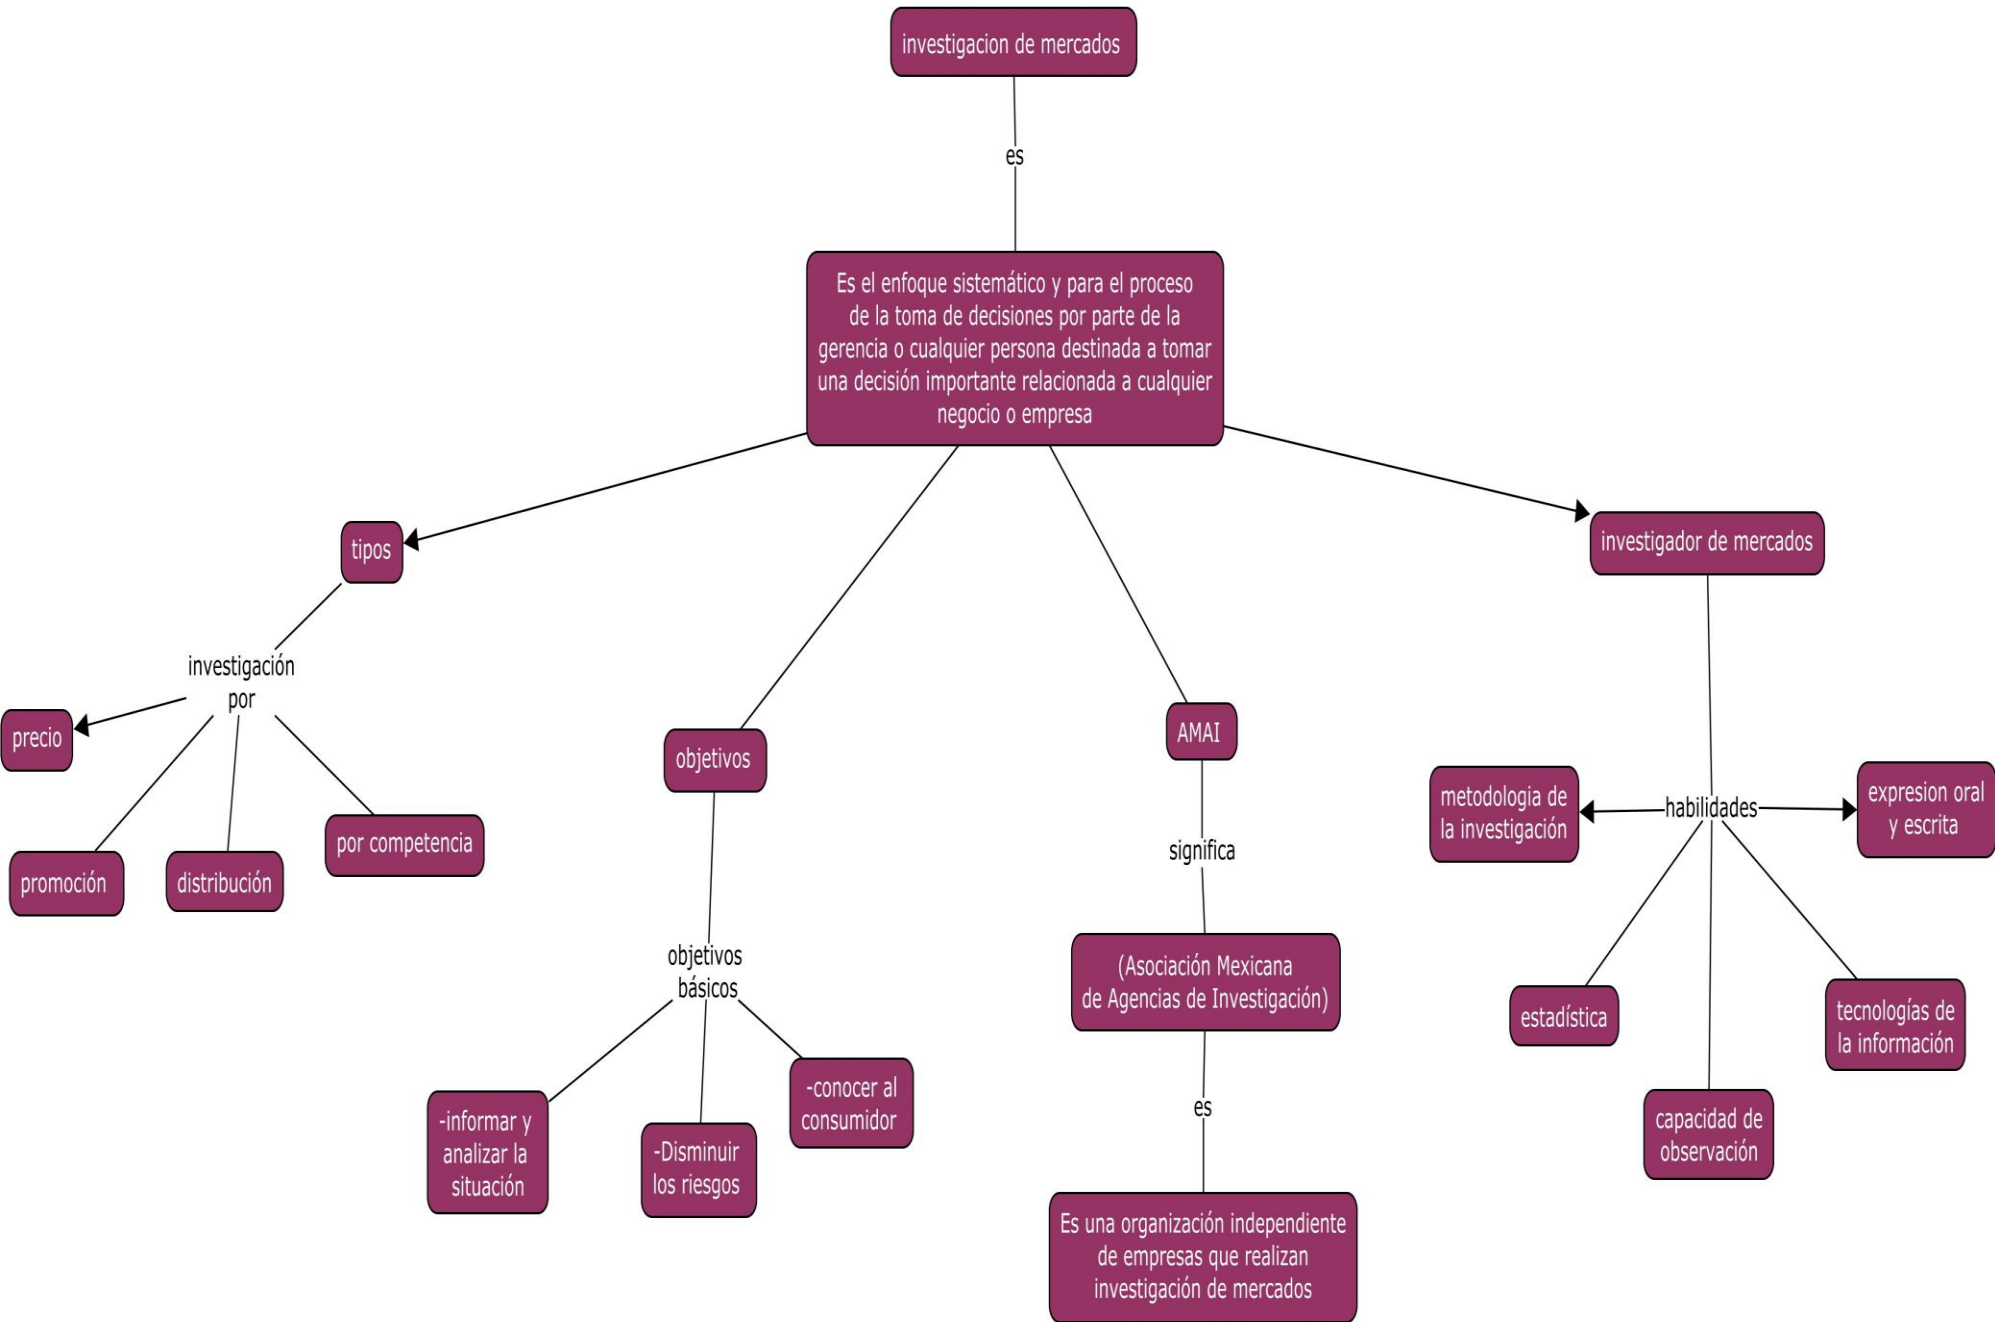 investigacion de mercados
es
Es el enfoque sistemático y para el proceso
de la toma de decisiones por parte de la
gerencia o cualquier persona destinada a tomar
una decisión importante relacionada a cualquier
negocio o empresa
tipos
investigación
por
precio
promoción
distribución
por competencia
objetivos
objetivos
básicos
-informar y
analizar la
situación
-Disminuir
los riesgos
-conocer al
consumidor
AMAI
significa
(Asociación Mexicana
de Agencias de Investigación)
es
Es una organización independiente
de empresas que realizan
investigación de mercados
investigador de mercados
habilidades
metodologia de
la investigación
estadística
capacidad de
observación
tecnologías de
la información
expresion oral
y escrita